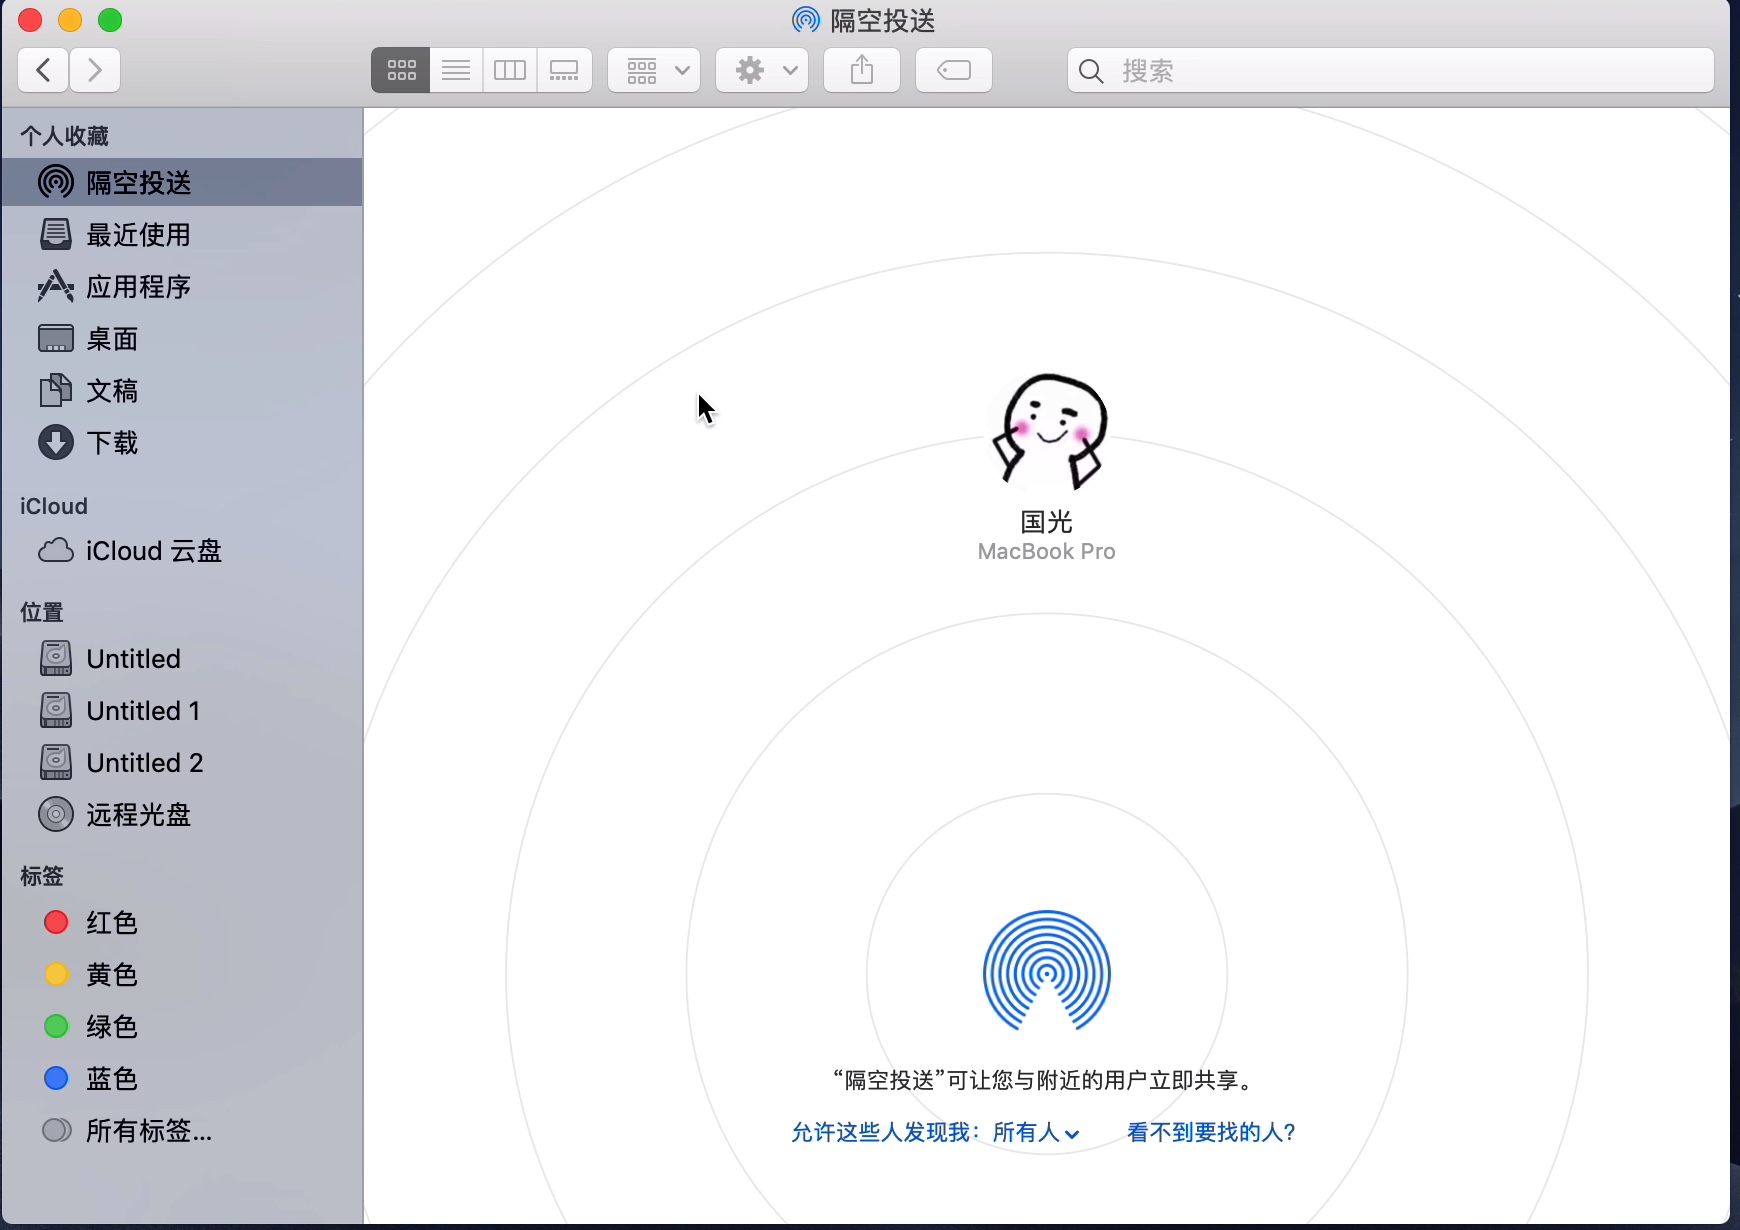 隔空投送
搜索
个人收藏
隔空投送
最近使用
应用程序
桌面
文稿
下载
iCloud
iCloud 云盘
位置
Untitled
Untitled 1
Untitled 2
远程光盘
标签
红色
黄色
绿色
蓝色
所有标签...
国光
MacBook Pro
“隔空投送”可让您与附近的用户立即共享。
允许这些人发现我：所有人
看不到要找的人?